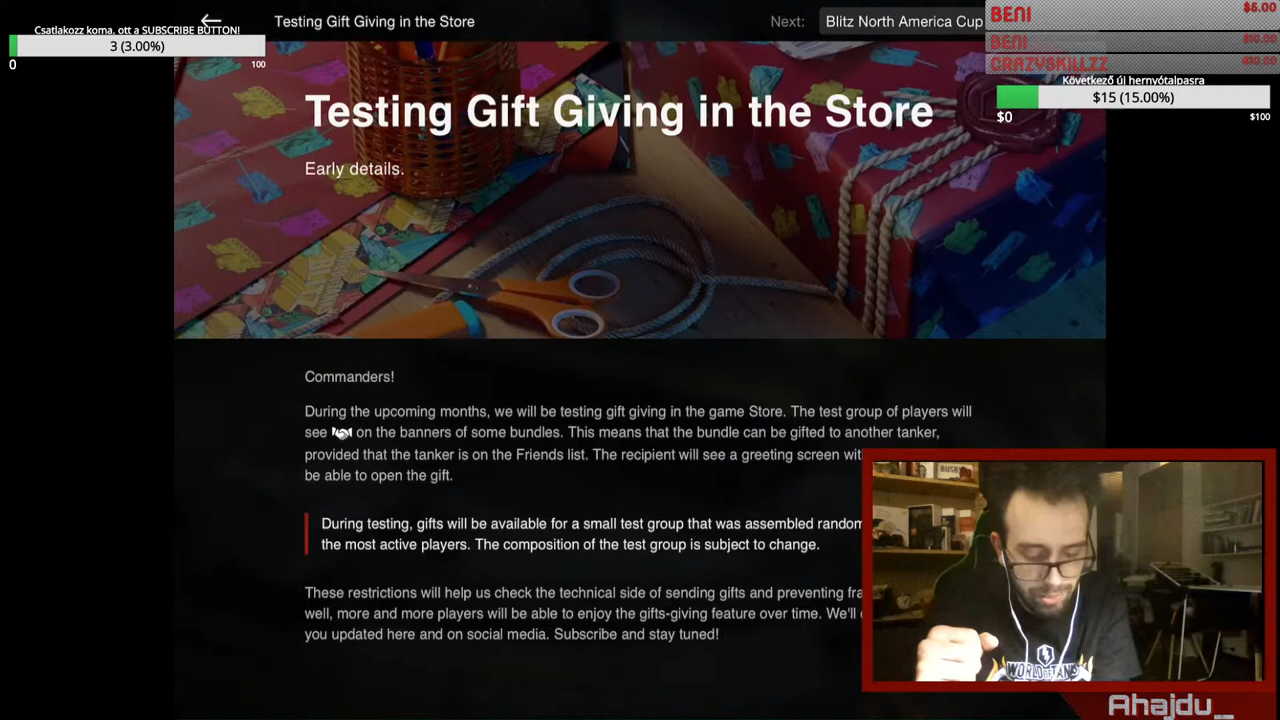 Testing Gift Giving in the Store
Next:
Blitz North America Cup
Csatlakozz koma, ott a SUBSCRIBE BUTTON!
3 (3.00%)
0
100
BENI
$5.00
BENI
$10.00
CRAZYSKILLZZ
$10.00
Következő új hernyótalpasra
$15 (15.00%)
$0
$100
Testing Gift Giving in the Store
Early details.
Commanders!
During the upcoming months, we will be testing gift giving in the game Store. The test group of players will
see on the banners of some bundles. This means that the bundle can be gifted to another tanker,
provided that the tanker is on the Friends list. The recipient will see a greeting screen
be able to open the gift.
During testing, gifts will be available for a small test group that was assembled
the most active players. The composition of the test group is subject to change.
These restrictions will help us check the technical side of sending gifts and preventing
well, more and more players will be able to enjoy the gifts-giving feature over time. We'll
you updated here and on social media. Subscribe and stay tuned!
Ahajdu_